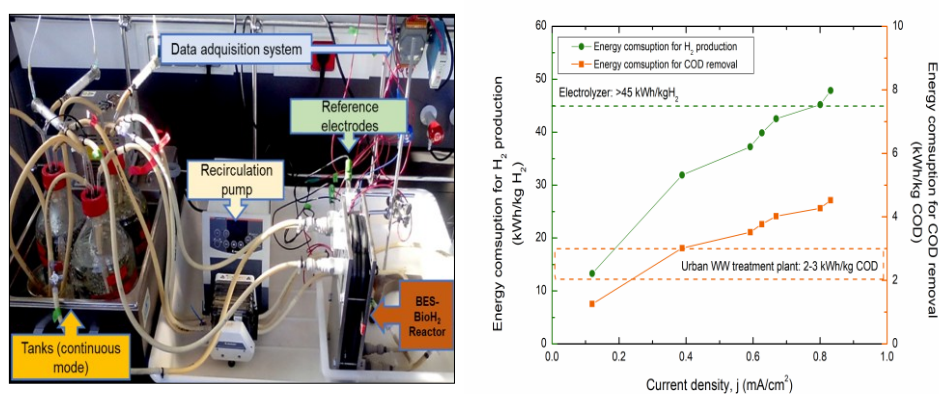 Data adquisition system
Reference
electrodes
Recirculation
pump
BES-
BioH2
Reactor
Tanks (continuous
mode)
Energy comsuption for H2 production
(kWh/kg H2)
60
50
40
30
20
10
0
Energy comsuption for H2 production
Energy comsuption for COD removal
Electrolyzer: >45 kWh/kgH2
Urban WW treatment plant: 2-3 kWh/kg COD
0.0 0.2 0.4 0.6 0.8 1.0
Current density, j (mA/cm²)
10
8
6
4
2
0
Energy comsuption for COD removal
(kWh/kg COD)